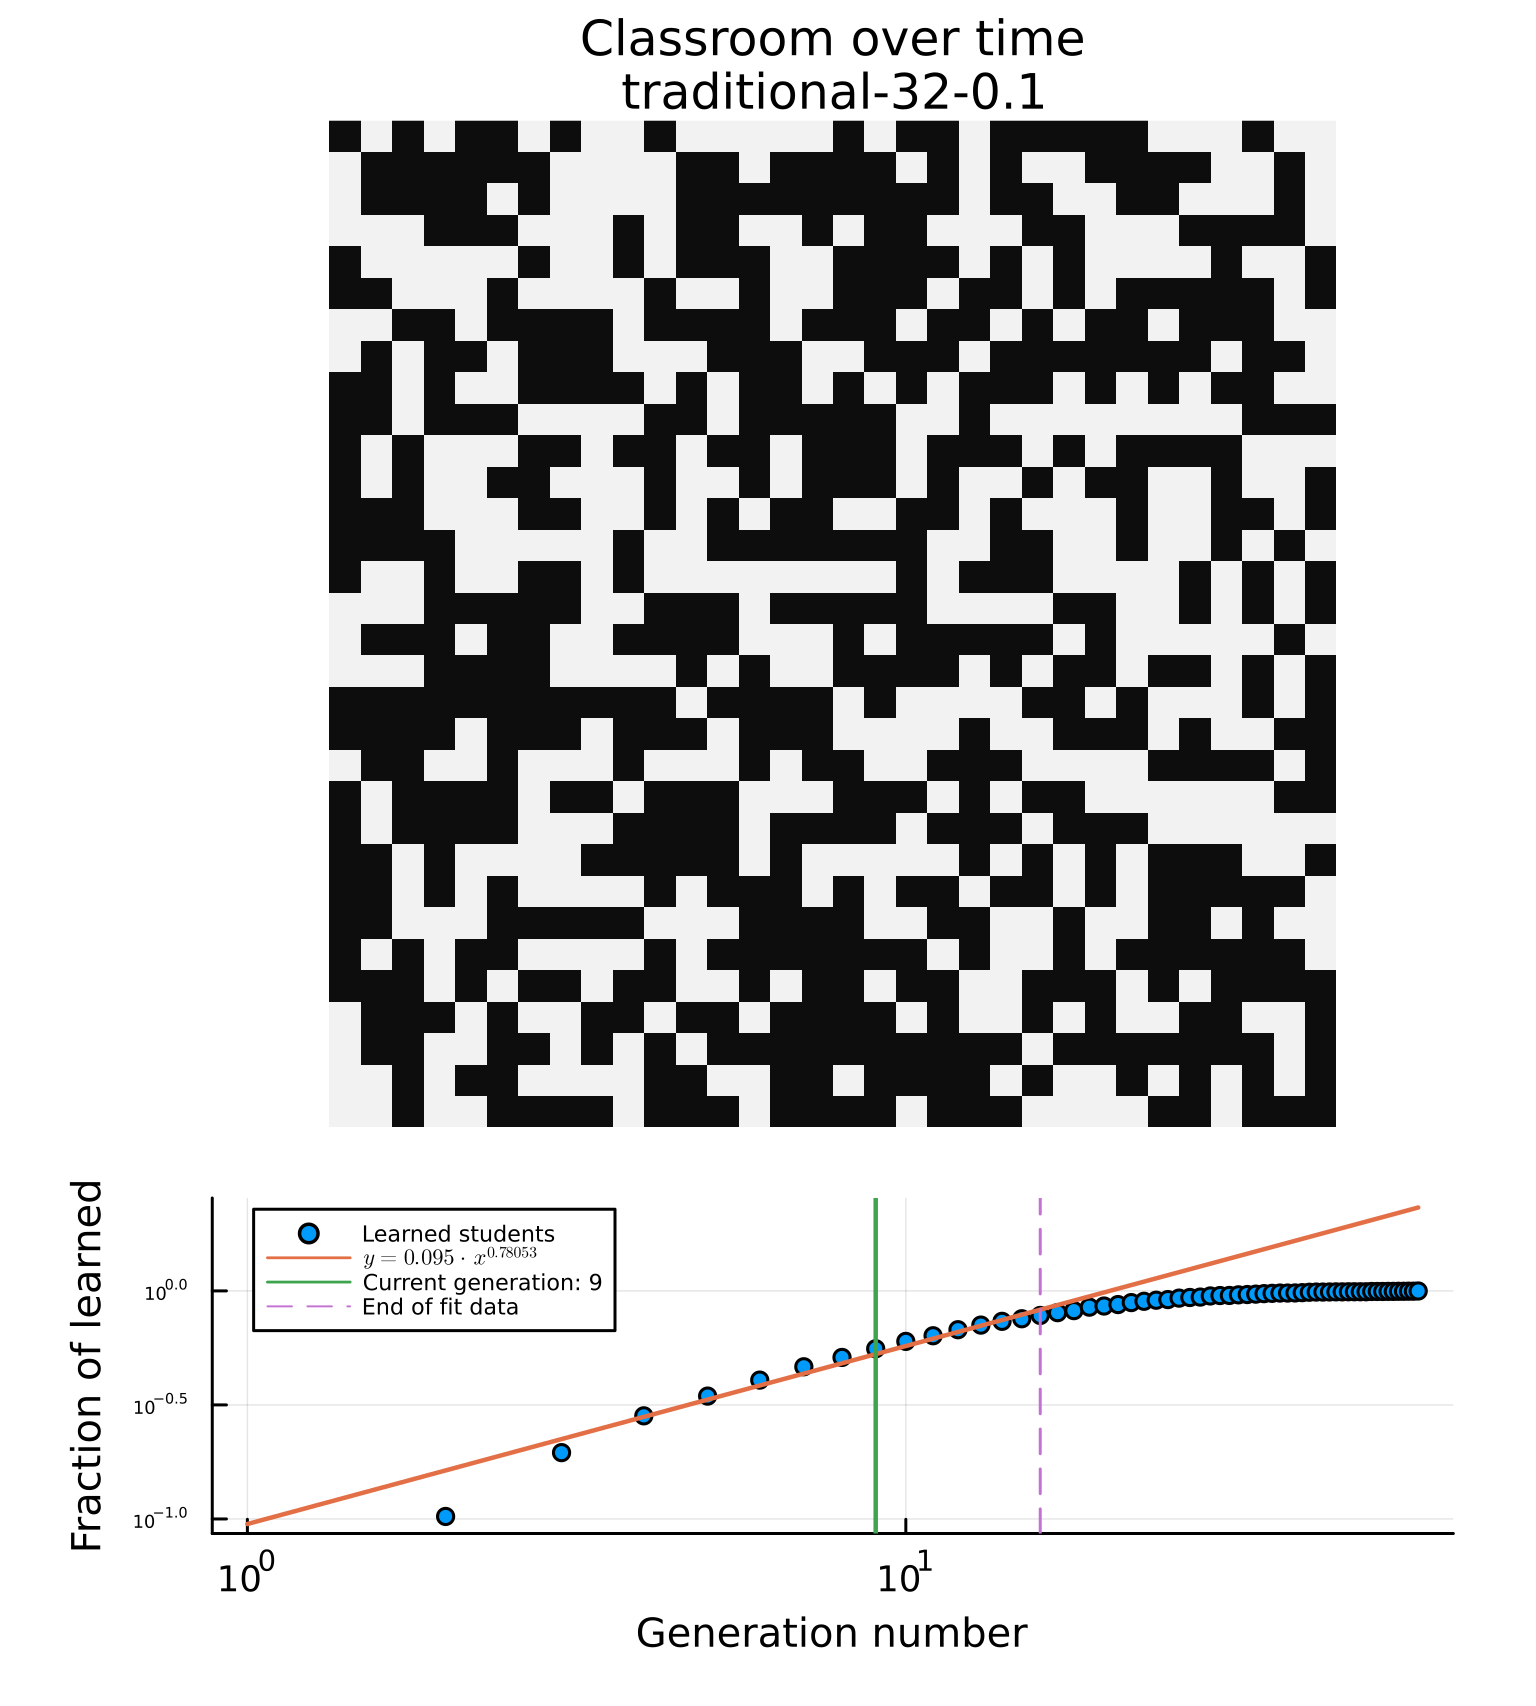 Classroom over time
traditional-32-0.1
Fraction of learned
Learned students
y = 0.095 · x^0.78053
Current generation: 9
End of fit data
10^0.0
10^−0.5
10^−1.0
10^0
10^1
Generation number